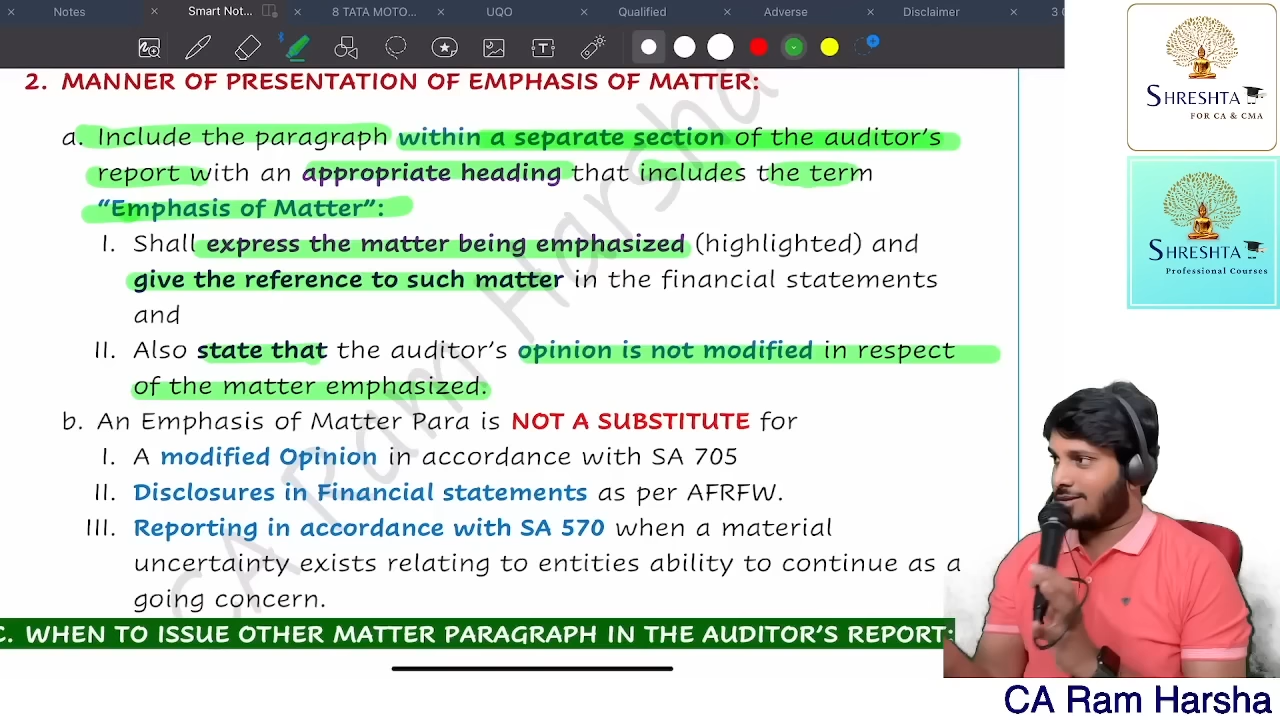 Notes
Smart Not...
8 TATA MOTO...
UQO
Qualified
Adverse
Disclaimer
2. MANNER OF PRESENTATION OF EMPHASIS OF MATTER:
a. Include the paragraph within a separate section of the auditor's
report with an appropriate heading that includes the term
"Emphasis of Matter":
I. Shall express the matter being emphasized (highlighted) and
give the reference to such matter in the financial statements
and
II. Also state that the auditor's opinion is not modified in respect
of the matter emphasized.
b. An Emphasis of Matter Para is NOT A SUBSTITUTE for
I. A modified Opinion in accordance with SA 705
II. Disclosures in Financial statements as per AFRFW.
III. Reporting in accordance with SA 570 when a material
uncertainty exists relating to entities ability to continue as a
going concern.
C. WHEN TO ISSUE OTHER MATTER PARAGRAPH IN THE AUDITOR'S REPORT:
CA Ram Harsha
SHRESHTA
FOR CA & CMA
SHRESHTA
Professional Courses
CA Ram Harsha